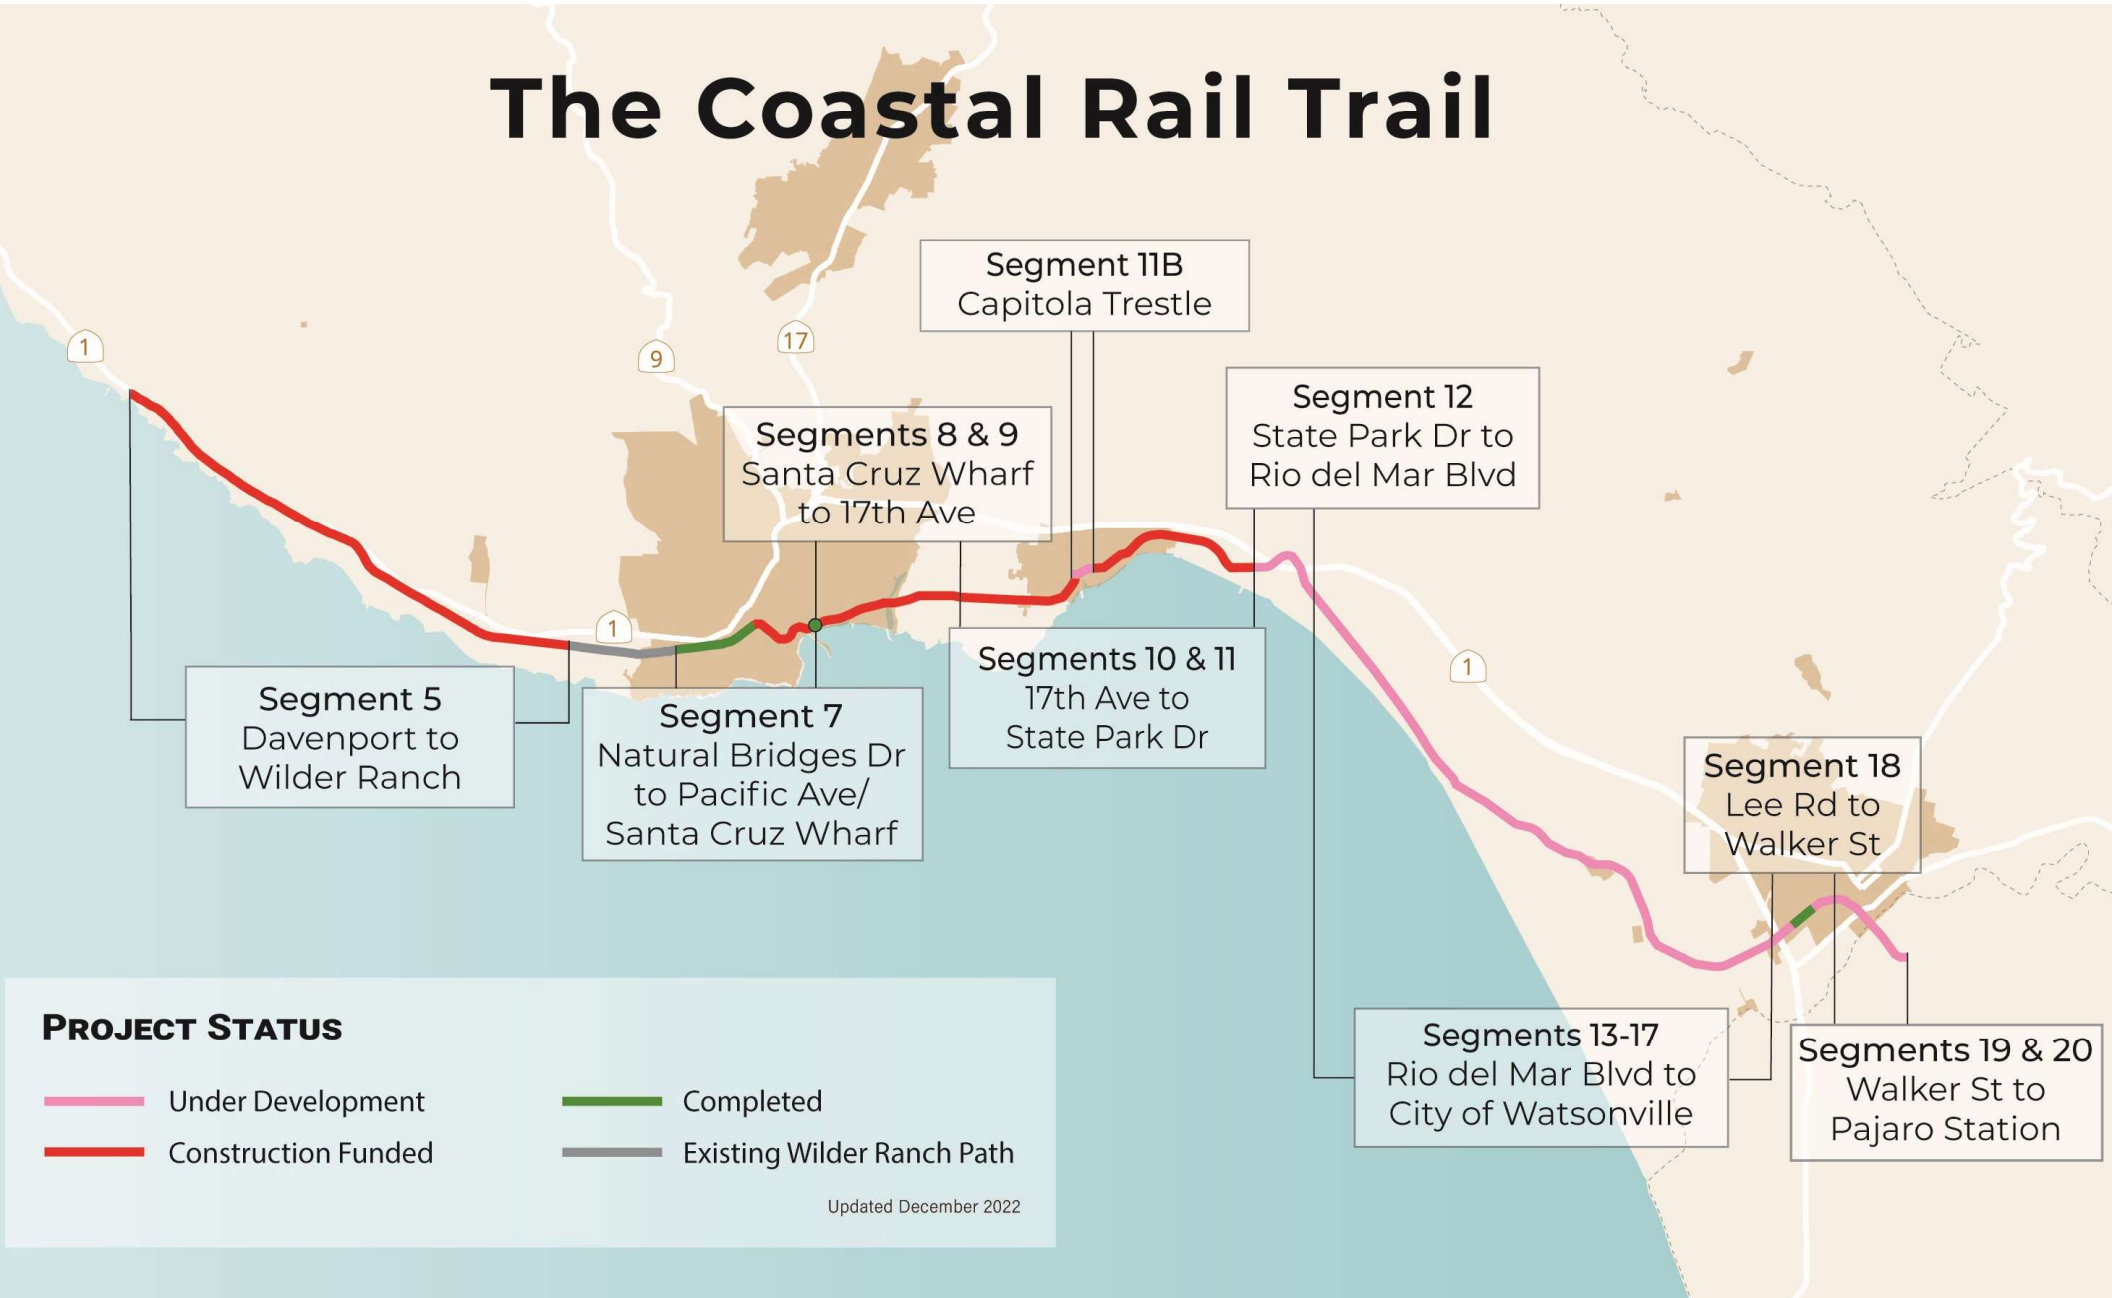 The Coastal Rail Trail
Segment 11B
Capitola Trestle
1
9
17
Segment 12
State Park Dr to
Rio del Mar Blvd
Segments 8 & 9
Santa Cruz Wharf
to 17th Ave
1
1
Segments 10 & 11
17th Ave to
State Park Dr
Segment 5
Davenport to
Wilder Ranch
Segment 7
Natural Bridges Dr
to Pacific Ave/
Santa Cruz Wharf
Segment 18
Lee Rd to
Walker St
Segments 13-17
Rio del Mar Blvd to
City of Watsonville
Segments 19 & 20
Walker St to
Pajaro Station
PROJECT STATUS
Under Development
Completed
Construction Funded
Existing Wilder Ranch Path
Updated December 2022